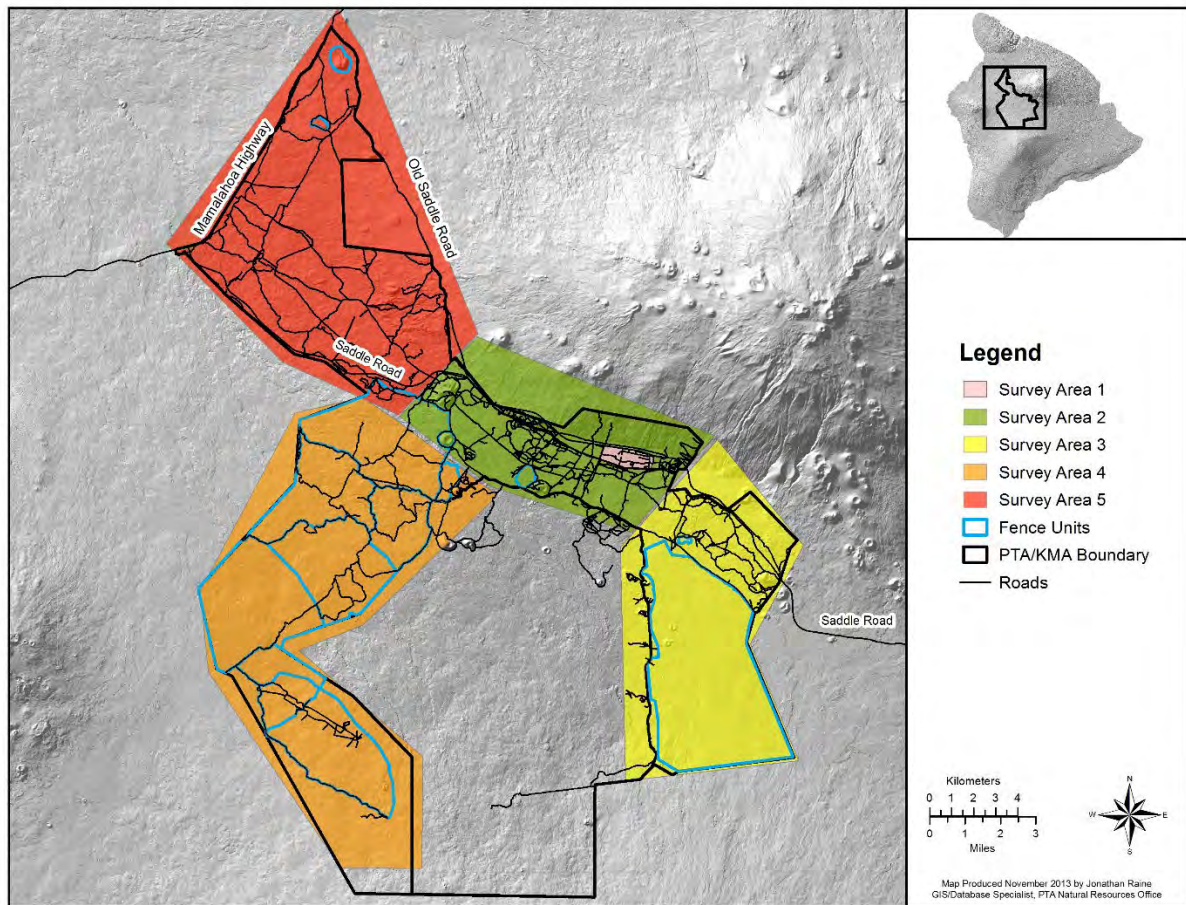 Mamalahoa Highway
Old Saddle Road
Saddle Road
Saddle Road
Legend
Survey Area 1
Survey Area 2
Survey Area 3
Survey Area 4
Survey Area 5
Fence Units
PTA/KMA Boundary
Roads
Kilometers
0 1 2 3 4
0 1 2 3
Miles
N
W E
S
Map Produced November 2013 by Jonathan Raine
GIS/Database Specialist, PTA Natural Resources Office